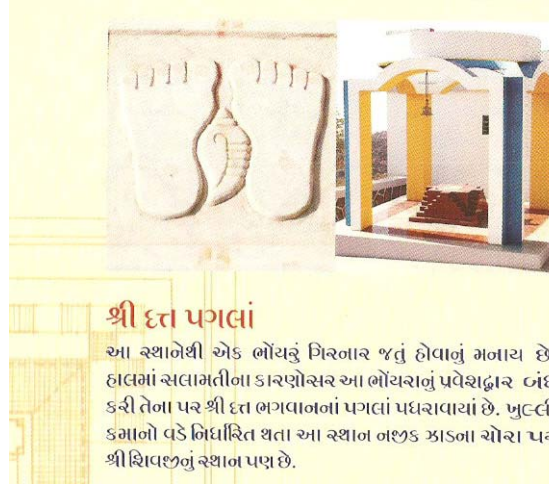 શ્રી દત્ત પગલાં
આ સ્થાનેથી એક ભોંયરું ગિરનાર જતું હોવાનું મનાય છે
હાલમાં સલામતીના કારણોસર આ ભોંયરાનું પ્રવેશદ્વાર બંધ
કરી તેના પર શ્રી દત્ત ભગવાનનાં પગલાં પધરાવાયાં છે. ખુલ્લી
કમાનો વડે નિર્ધારિત થતા આ સ્થાન નજીક ઝાડના ચોરા પર
શ્રી શિવજીનું સ્થાન પણ છે.